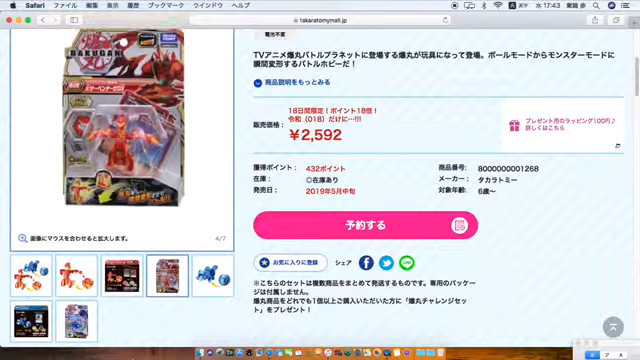 Safari ファイル 編集 表示 履歴 ブックマーク ウインドウ ヘルプ
水 17:43
takaratomymall.jp
電池不要
TVアニメ爆丸バトルプラネットに登場する爆丸が玩具になって登場。ボールモードからモンスターモードに
瞬間変形するバトルホビーだ！
商品説明をもっとみる
販売価格：
18日間限定！ポイント18倍！
令和（018）だけに…!!!
￥2,592
プレゼント用のラッピング100円♪
詳しくはこちら
獲得ポイント： 432ポイント
在庫： ◎在庫あり
発売日： 2019年5月中旬
商品番号： 8000000001268
メーカー： タカラトミー
対象年齢： 6歳〜
予約する
お気に入りに登録
シェア
LINE
※こちらのセットは複数商品をまとめて発送するものです。専用のパッケ
ージは付属しません。
爆丸商品をどれでも1個以上ご購入いただいた方に「爆丸チャレンジセッ
ト」をプレゼント！
BAKUGAN
画像にマウスを合わせると拡大します。
4/7